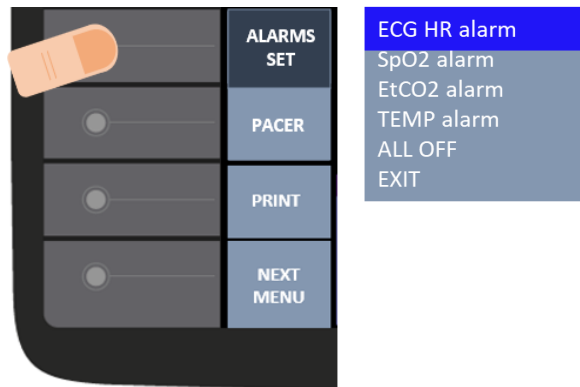 ALARMS
SET
PACER
PRINT
NEXT
MENU
ECG HR alarm
SpO2 alarm
EtCO2 alarm
TEMP alarm
ALL OFF
EXIT